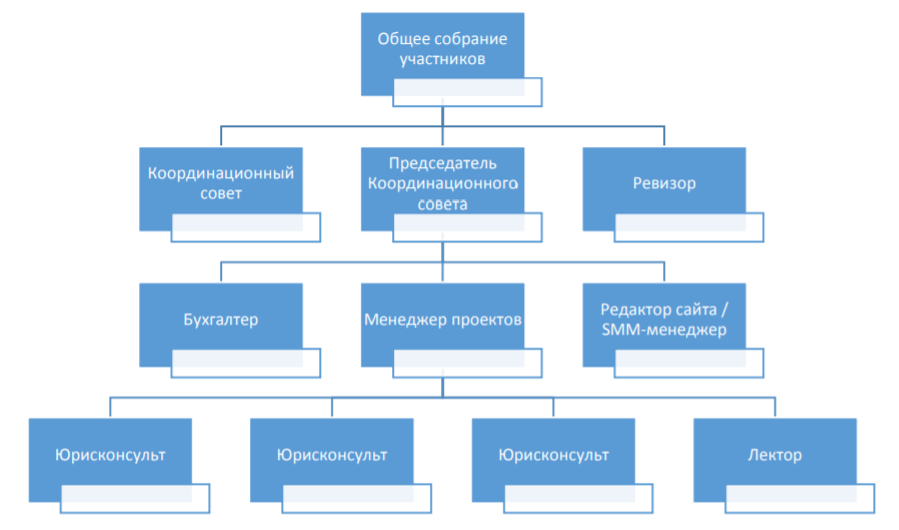 Общее собрание
участников
Координационный
совет
Председатель
Координационного
совета
Ревизор
Бухгалтер
Менеджер проектов
Редактор сайта /
SMM-менеджер
Юрисконсульт
Юрисконсульт
Юрисконсульт
Лектор